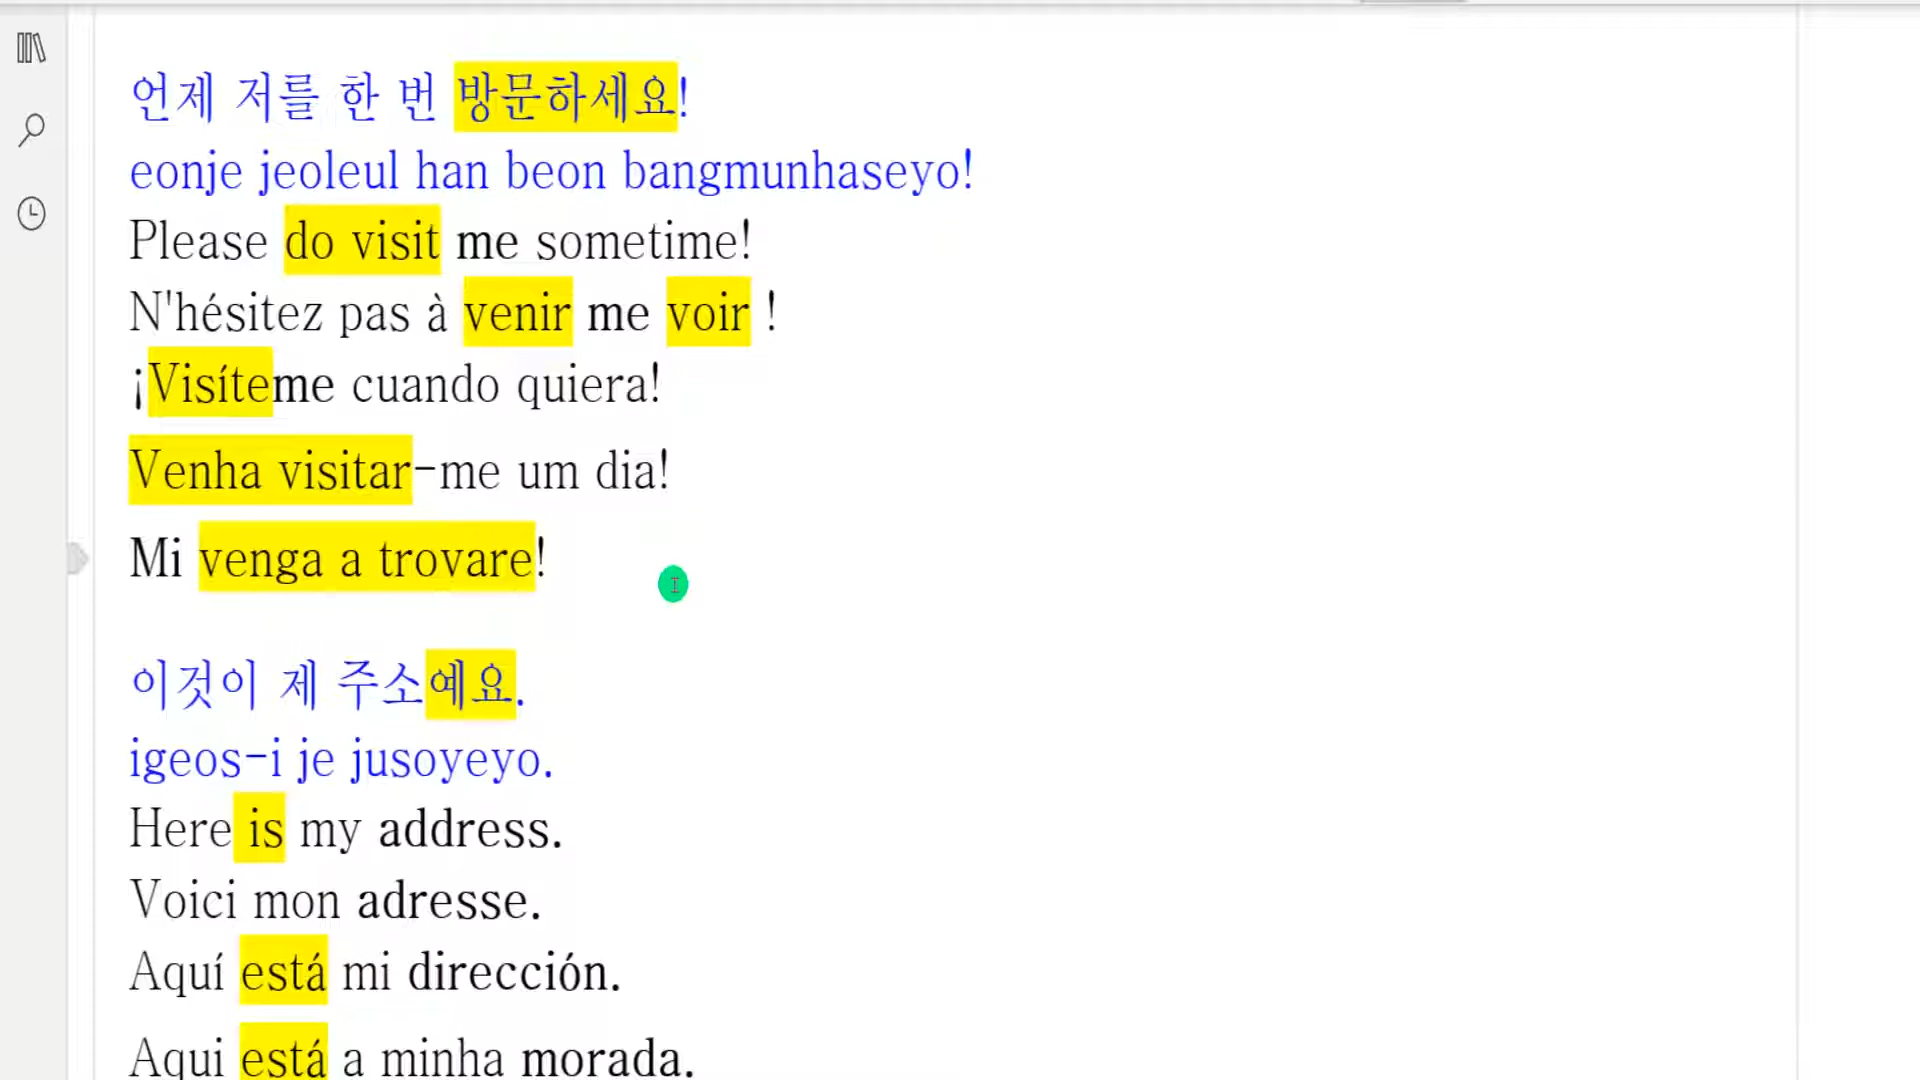 언제 저를 한 번 방문하세요!
eonje jeoleul han beon bangmunhaseyo!
Please do visit me sometime!
N'hésitez pas à venir me voir !
¡Visíteme cuando quiera!
Venha visitar-me um dia!
Mi venga a trovare!
이것이 제 주소예요.
igeos-i je jusoyeyo.
Here is my address.
Voici mon adresse.
Aquí está mi dirección.
Aqui está a minha morada.